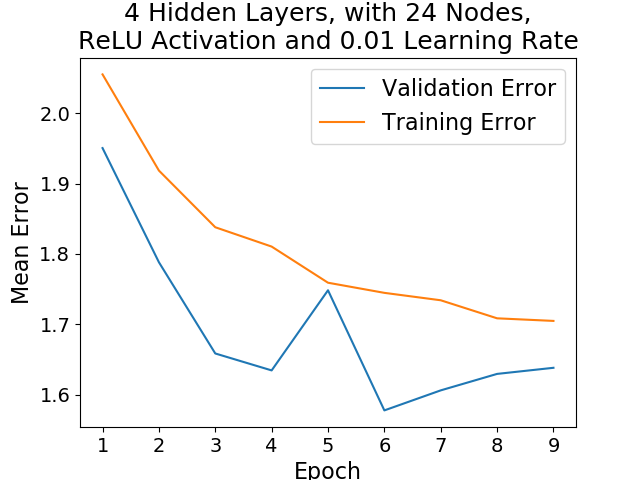 4 Hidden Layers, with 24 Nodes,
ReLU Activation and 0.01 Learning Rate
Validation Error
Training Error
Mean Error
2.0
1.9
1.8
1.7
1.6
1 2 3 4 5 6 7 8 9
Epoch